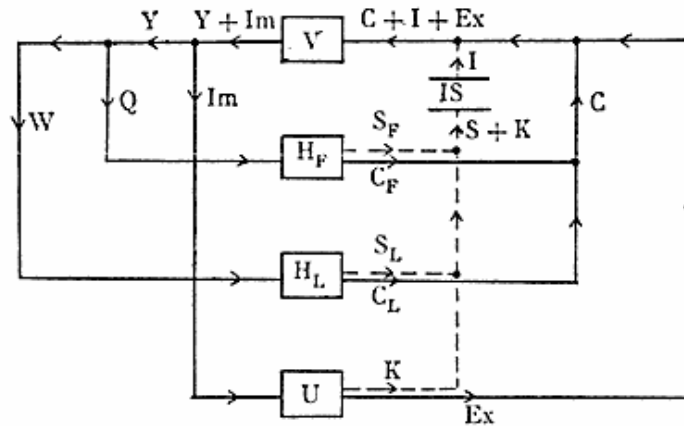 Y Y + Im V C + I + Ex
I
W Q Im IS C
S + K
S_F
H_F
C_F
S_L
H_L
C_L
K
U
Ex